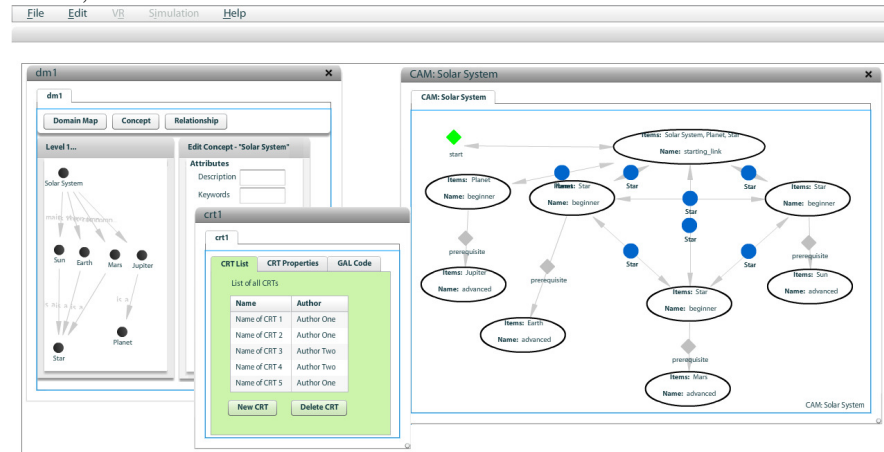 File Edit VR Simulation Help
dm1
dm1
Domain Map Concept Relationship
Level 1...
Solar System
Sun Earth Mars Jupiter
is a
Planet
Star
Edit Concept - "Solar System"
Attributes
Description
Keywords
crt1
crt1
CRT List CRT Properties GAL Code
List of all CRTs
Name Author
Name of CRT 1 Author One
Name of CRT 2 Author One
Name of CRT 3 Author Two
Name of CRT 4 Author Two
Name of CRT 5 Author One
New CRT Delete CRT
CAM: Solar System
CAM: Solar System
start
Items: Solar System, Planet, Star
Name: starting_link
Items: Planet
Name: beginner
Items: Star
Name: beginner
Star
Star
Star
Star
Items: Star
Name: beginner
Star
Star
Star
prerequisite
Items: Jupiter
Name: advanced
prerequisite
Items: Earth
Name: advanced
Items: Star
Name: beginner
prerequisite
Items: Sun
Name: advanced
prerequisite
Items: Mars
Name: advanced
CAM: Solar System